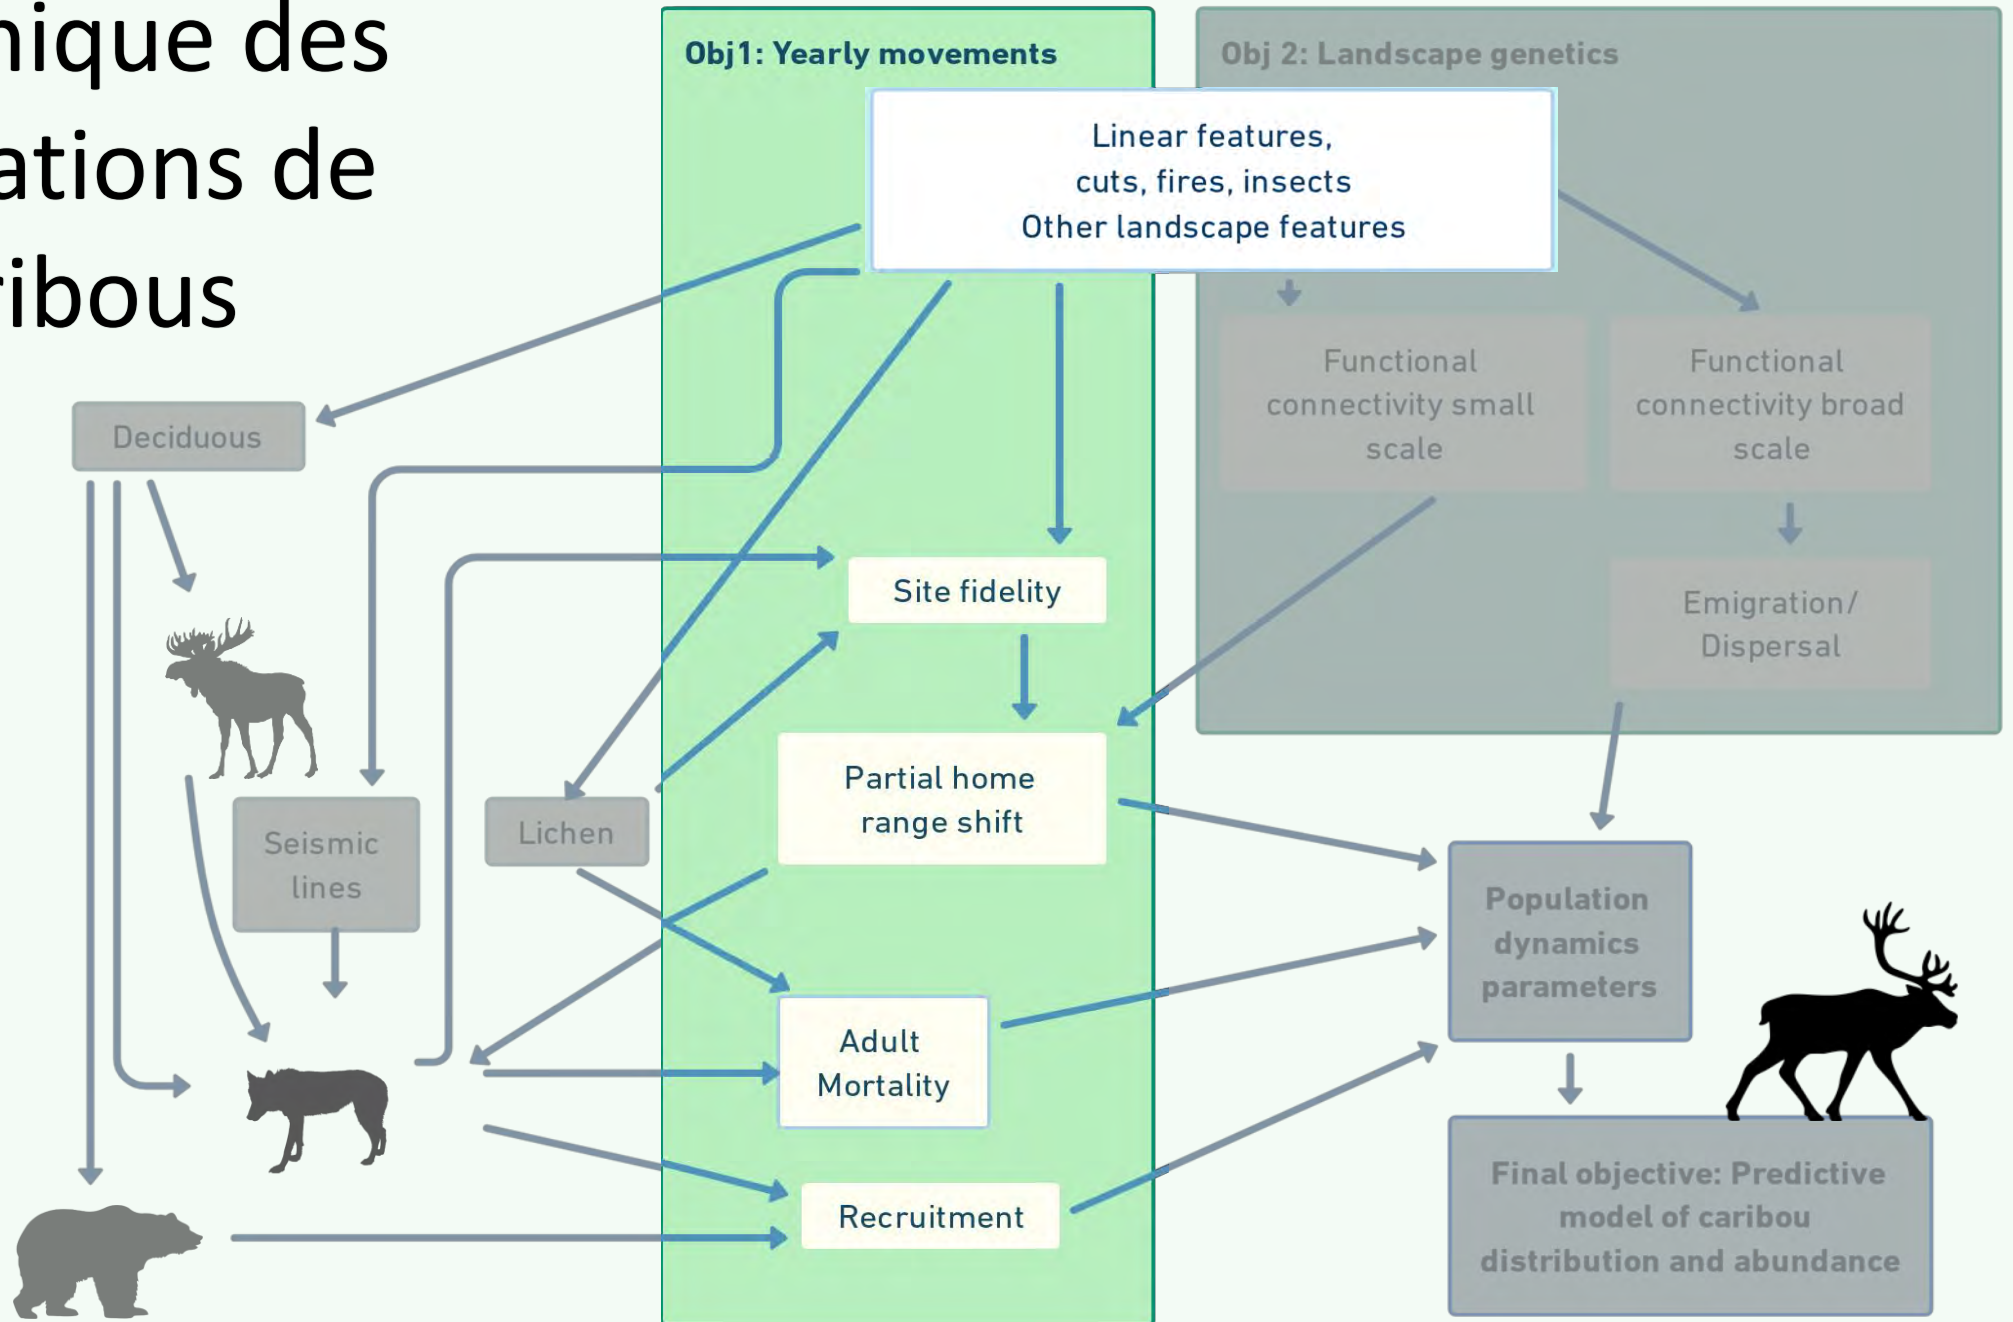 nique des
ations de
ribous
Obj1: Yearly movements
Obj 2: Landscape genetics
Linear features,
cuts, fires, insects
Other landscape features
Functional
connectivity small
scale
Functional
connectivity broad
scale
Deciduous
Site fidelity
Emigration/
Dispersal
Partial home
range shift
Seismic
lines
Lichen
Population
dynamics
parameters
Adult
Mortality
Recruitment
Final objective: Predictive
model of caribou
distribution and abundance